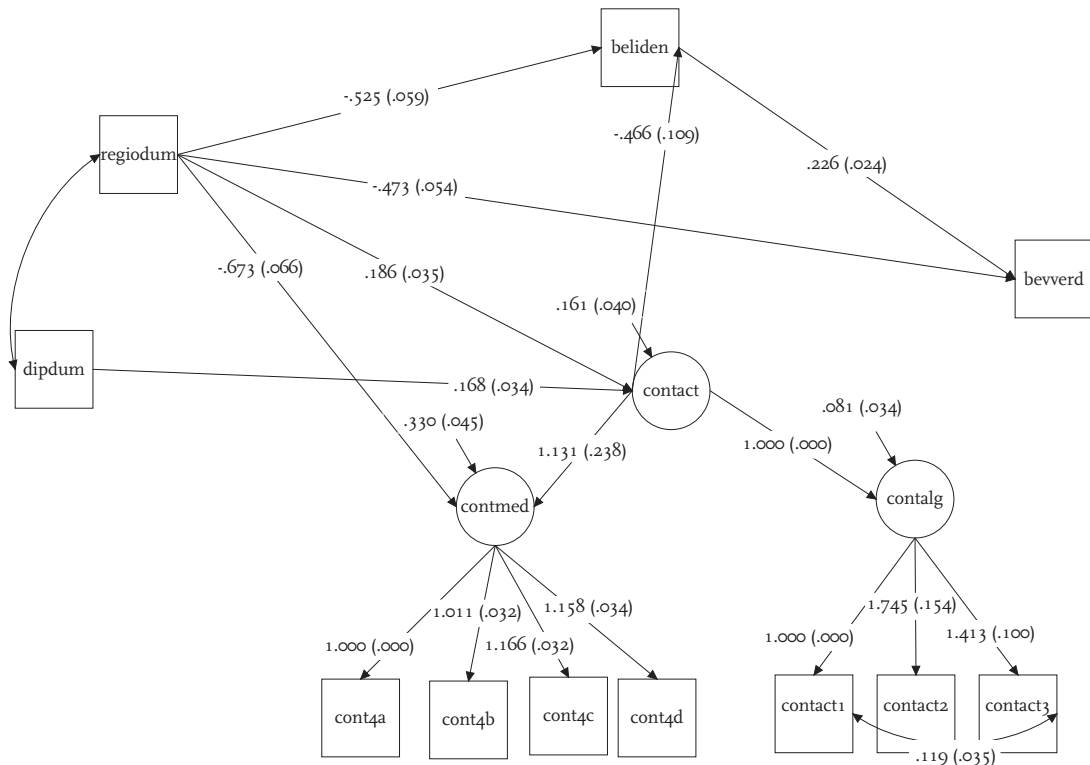 beliden
-.525 (.059)
regiodum
-.466 (.109)
.226 (.024)
-.473 (.054)
-.673 (.066)
.186 (.035)
bevverd
.161 (.040)
dipdum
.168 (.034)
contact
.330 (.045)
.081 (.034)
1.131 (.238)
1.000 (.000)
contmed
contalg
1.011 (.032)
1.158 (.034)
1.745 (.154)
1.000 (.000)
1.166 (.032)
1.000 (.000)
1.413 (.100)
cont4a
cont4b
cont4c
cont4d
contact1
contact2
contact3
.119 (.035)